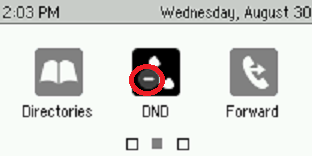 2:03 PM Wednesday, August 30
Directories DND Forward